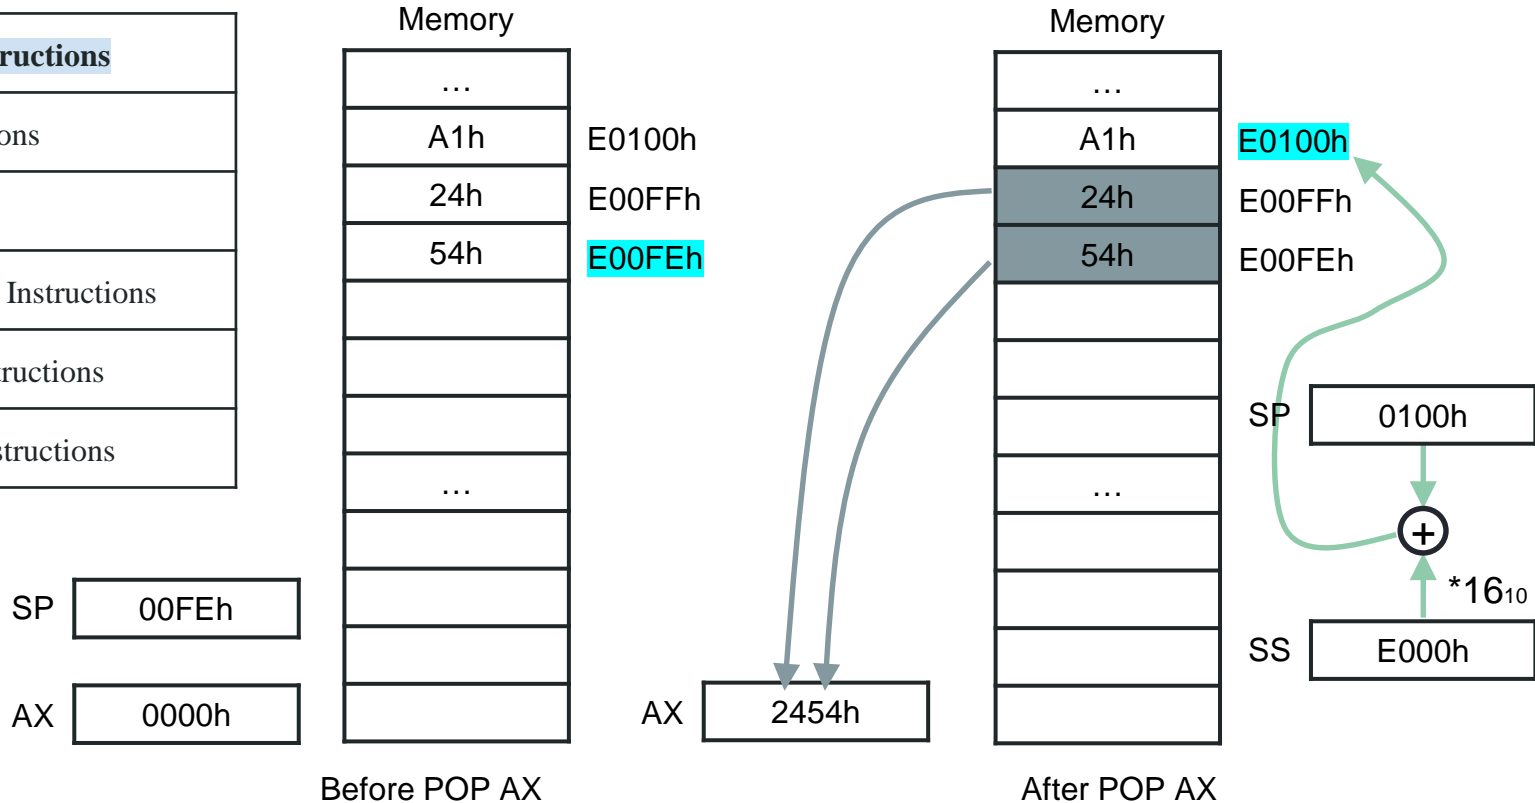 ructions
ons
Instructions
ructions
structions
Memory
…
A1h E0100h
24h E00FFh
54h E00FEh
…
SP 00FEh
AX 0000h
Before POP AX
Memory
…
A1h E0100h
24h E00FFh
54h E00FEh
…
AX 2454h
SP 0100h
+
*16₁₀
SS E000h
After POP AX